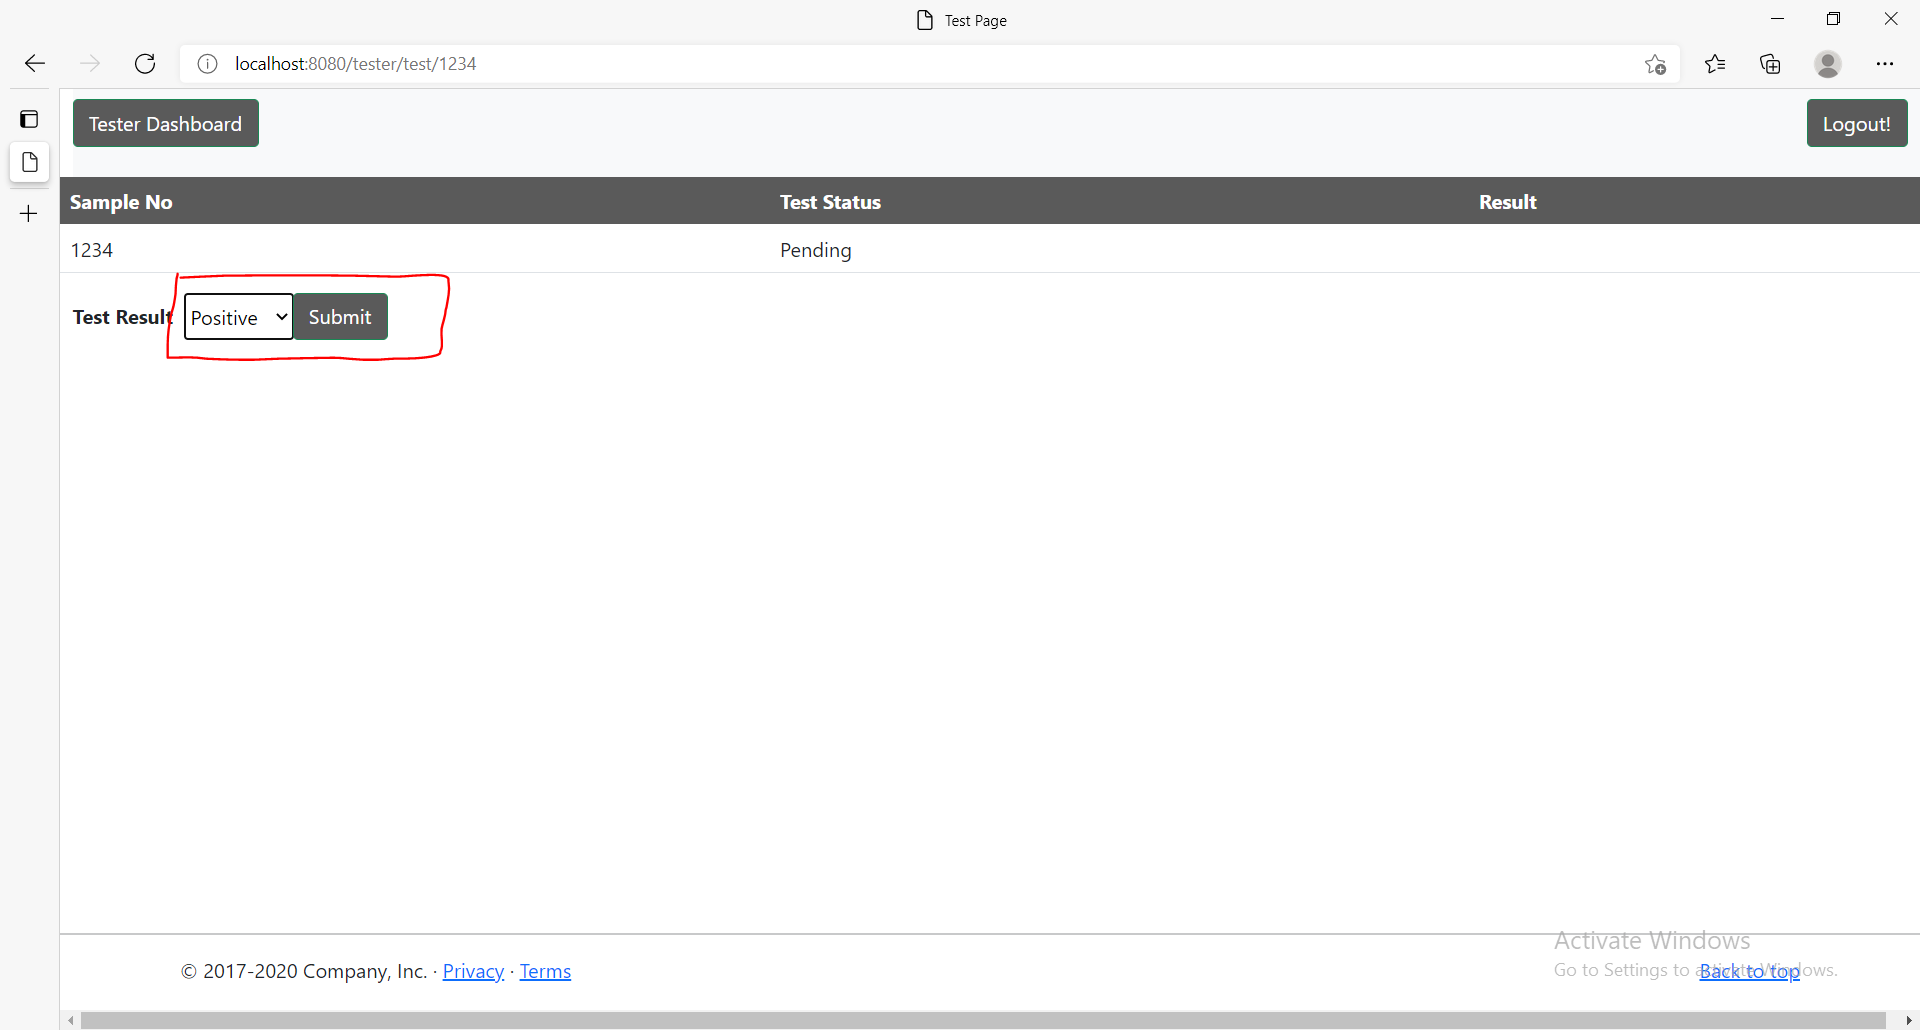 Test Page
localhost:8080/tester/test/1234
Tester Dashboard
Logout!
Sample No Test Status Result
1234 Pending
Test Result Positive Submit
Activate Windows
© 2017-2020 Company, Inc. · Privacy · Terms
Go to Settings to activate Windows.
Back to top